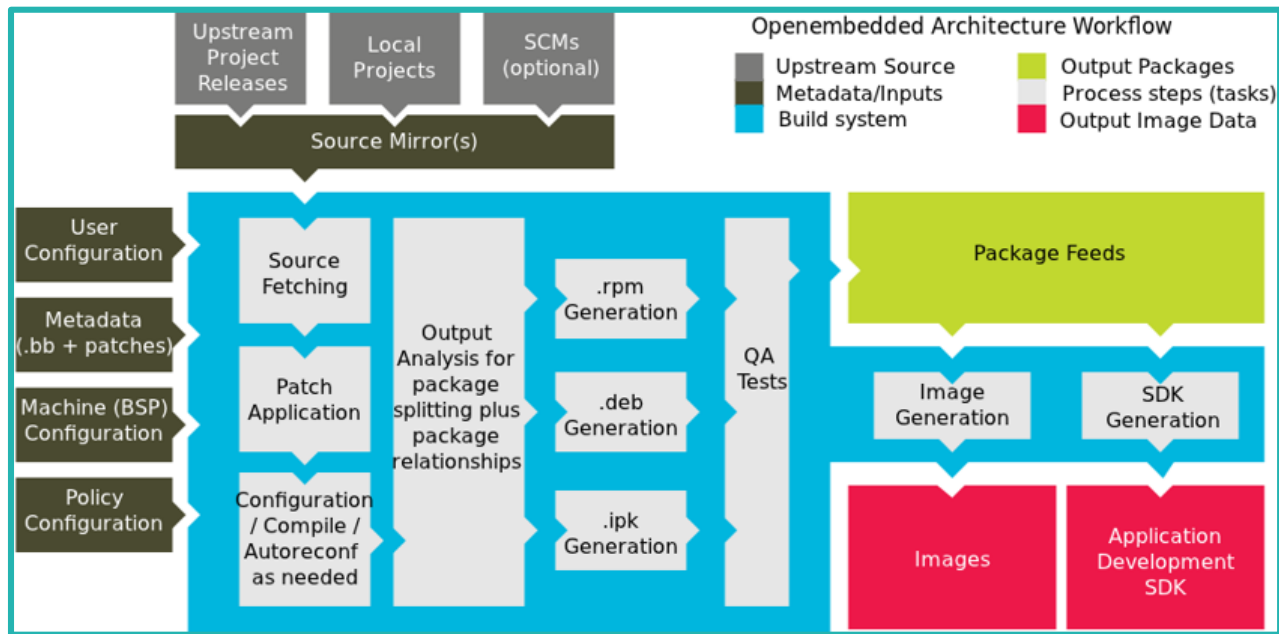 Openembedded Architecture Workflow
Upstream Source
Metadata/Inputs
Build system
Output Packages
Process steps (tasks)
Output Image Data
Upstream
Project
Releases
Local
Projects
SCMs
(optional)
Source Mirror(s)
User
Configuration
Metadata
(.bb + patches)
Machine (BSP)
Configuration
Policy
Configuration
Source
Fetching
Patch
Application
Configuration
/ Compile /
Autoreconf
as needed
Output
Analysis for
package
splitting plus
package
relationships
.rpm
Generation
.deb
Generation
.ipk
Generation
QA
Tests
Package Feeds
Image
Generation
SDK
Generation
Images
Application
Development
SDK